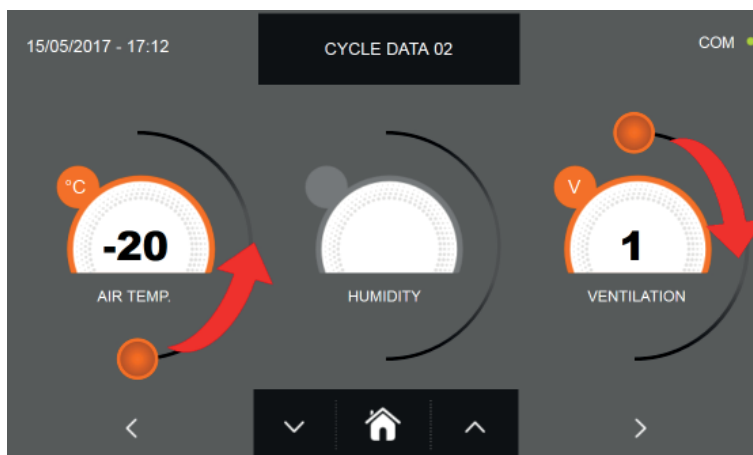 15/05/2017 - 17:12
CYCLE DATA 02
COM
°C
-20
AIR TEMP.
HUMIDITY
V
1
VENTILATION